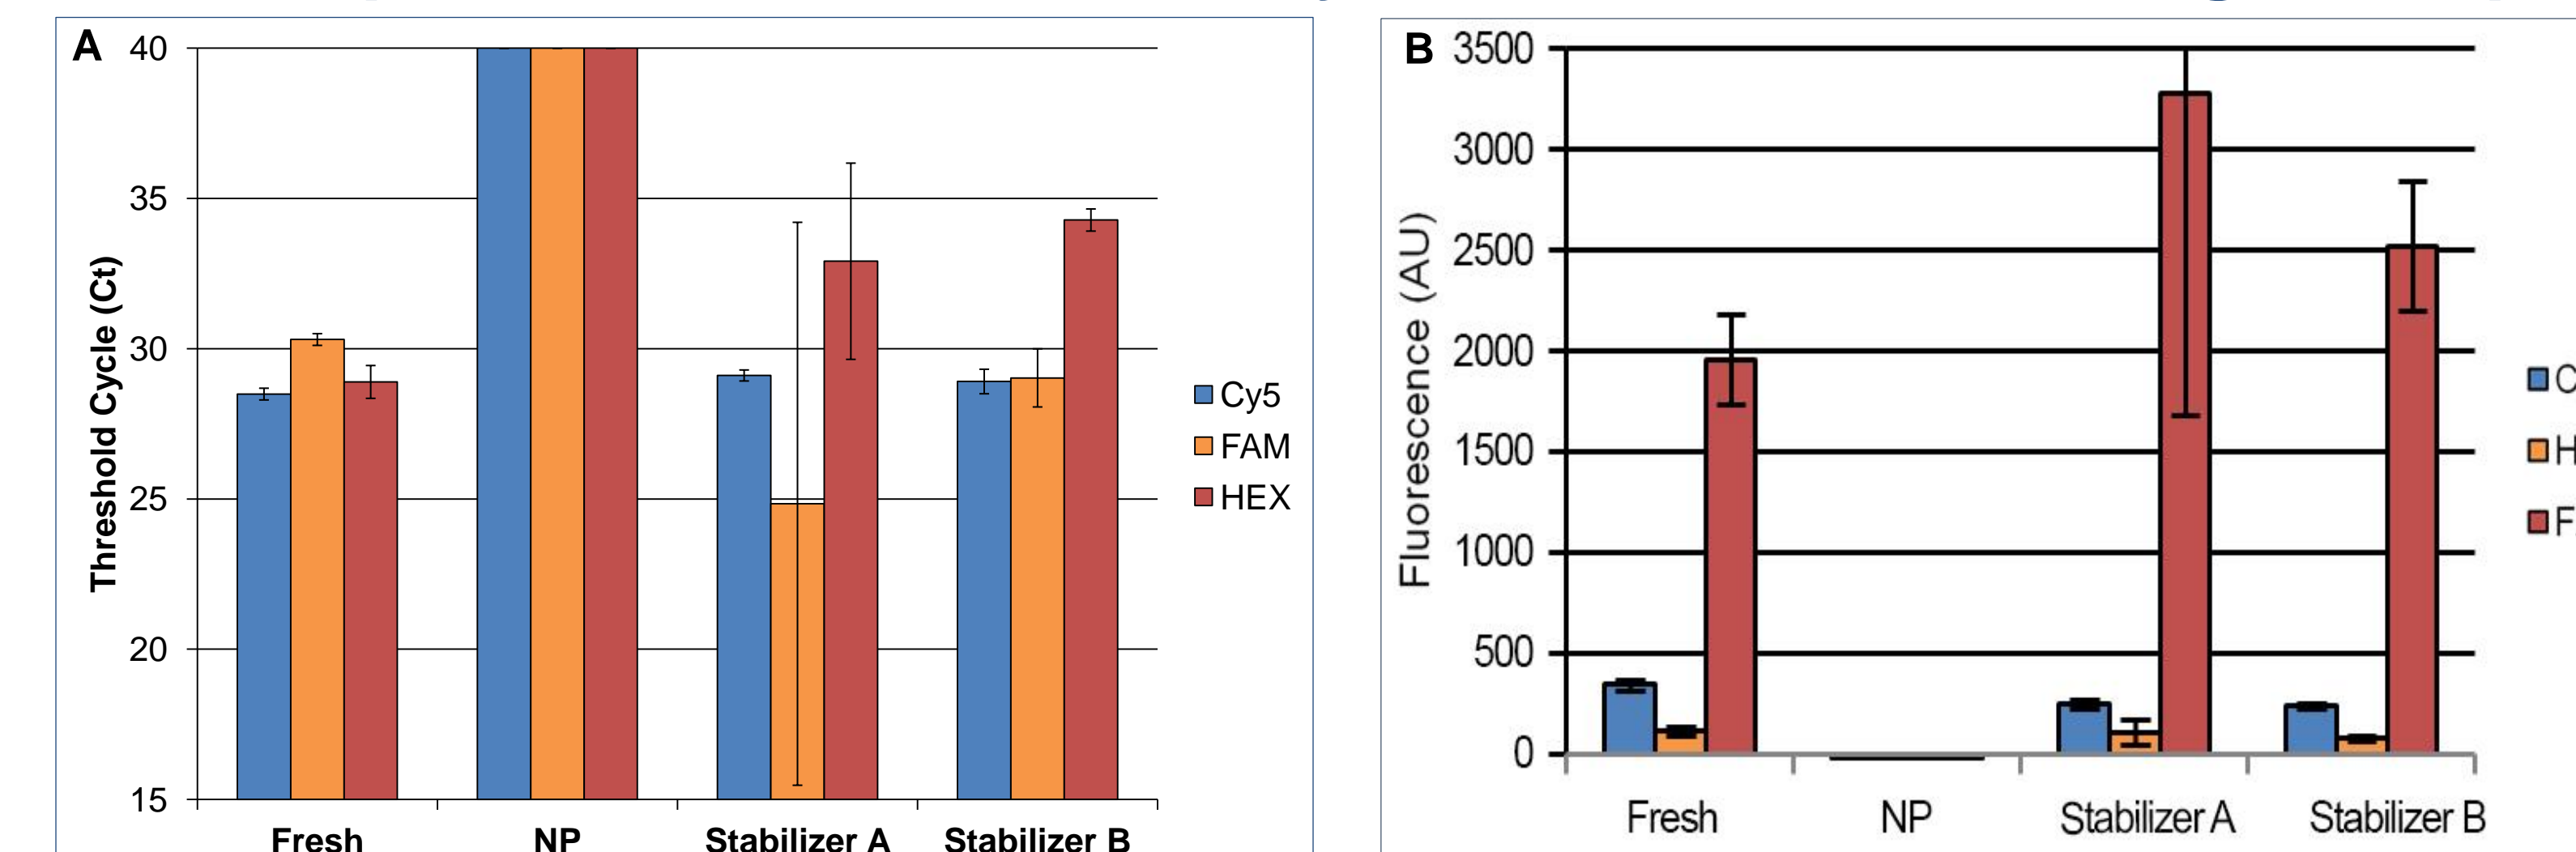 A
40
35
30
25
20
15
Threshold Cycle (Ct)
Fresh NP Stabilizer A Stabilizer B
Cy5
FAM
HEX
B
3500
3000
2500
2000
1500
1000
500
0
Fluorescence (AU)
Fresh NP Stabilizer A Stabilizer B